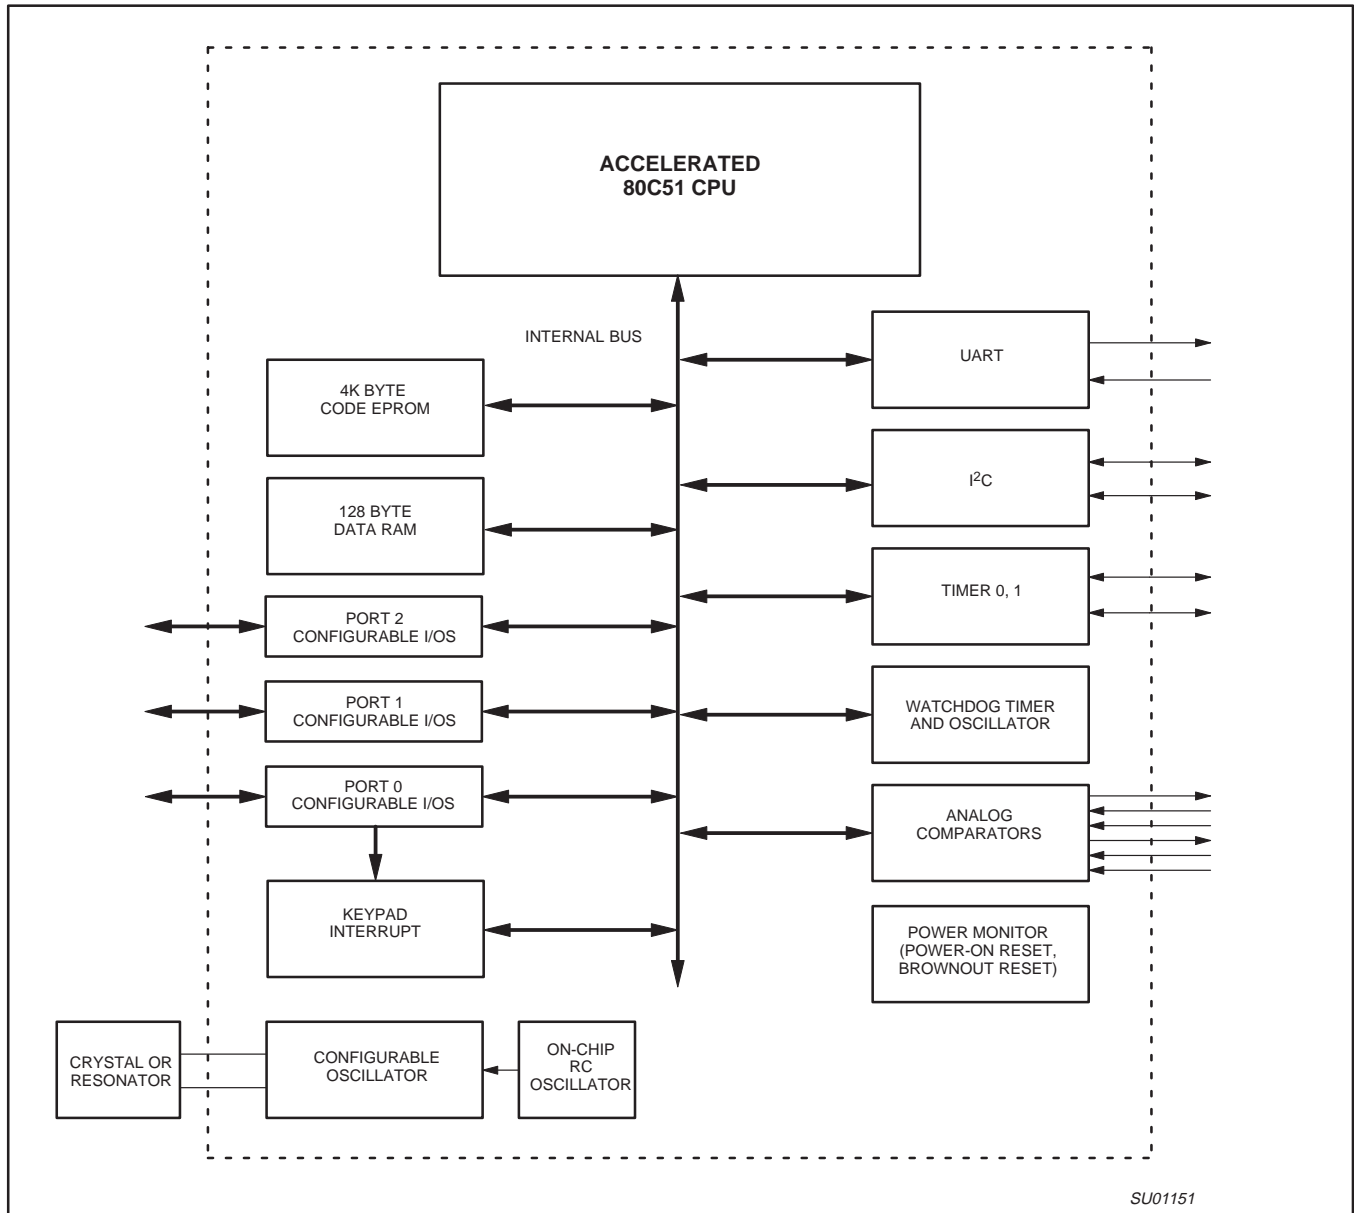 ACCELERATED
80C51 CPU
INTERNAL BUS
UART
4K BYTE
CODE EPROM
I²C
128 BYTE
DATA RAM
TIMER 0, 1
PORT 2
CONFIGURABLE I/OS
PORT 1
CONFIGURABLE I/OS
WATCHDOG TIMER
AND OSCILLATOR
PORT 0
CONFIGURABLE I/OS
ANALOG
COMPARATORS
KEYPAD
INTERRUPT
POWER MONITOR
(POWER-ON RESET,
BROWNOUT RESET)
CRYSTAL OR
RESONATOR
CONFIGURABLE
OSCILLATOR
ON-CHIP
RC
OSCILLATOR
SU01151